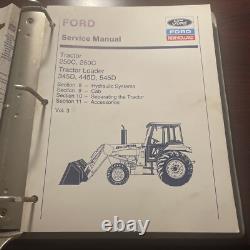 FORD
Service Manual
Ford
FORD
NEW HOLLAND
Tractor
250C, 260C
Tractor Loader
345D, 445D, 545D
Section 8 - Hydraulic Systems
Section 9 - Cab
Section 10 - Separating the Tractor
Section 11 - Accessories
Vol. 3